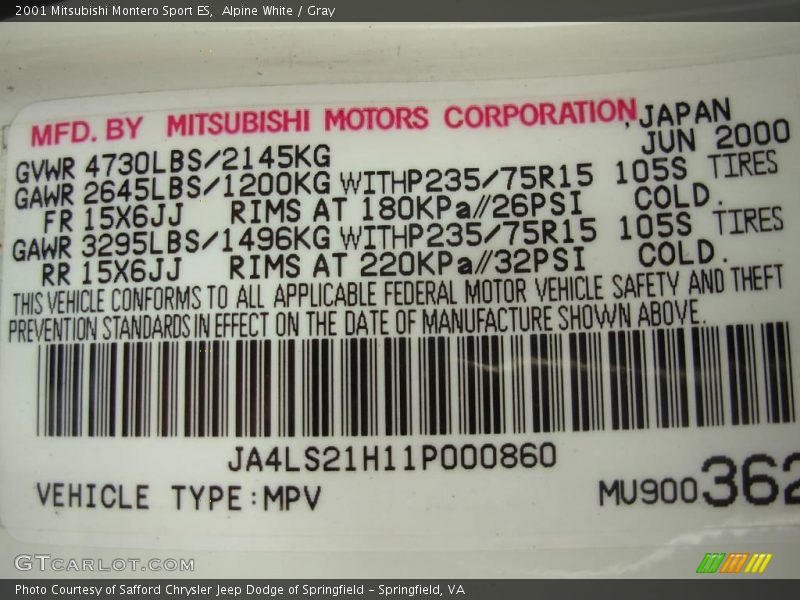 2001 Mitsubishi Montero Sport ES, Alpine White / Gray
MFD. BY MITSUBISHI MOTORS CORPORATION, JAPAN
JUN 2000
GVWR 4730LBS/2145KG
GAWR 2645LBS/1200KG WITH P235/75R15 105S TIRES
FR 15X6JJ RIMS AT 180KPa//26PSI COLD.
GAWR 3295LBS/1496KG WITH P235/75R15 105S TIRES
RR 15X6JJ RIMS AT 220KPa//32PSI COLD.
THIS VEHICLE CONFORMS TO ALL APPLICABLE FEDERAL MOTOR VEHICLE SAFETY AND THEFT
PREVENTION STANDARDS IN EFFECT ON THE DATE OF MANUFACTURE SHOWN ABOVE.
JA4LS21H11P000860
VEHICLE TYPE:MPV MU900362
GTCARLOT.COM
Photo Courtesy of Safford Chrysler Jeep Dodge of Springfield - Springfield, VA